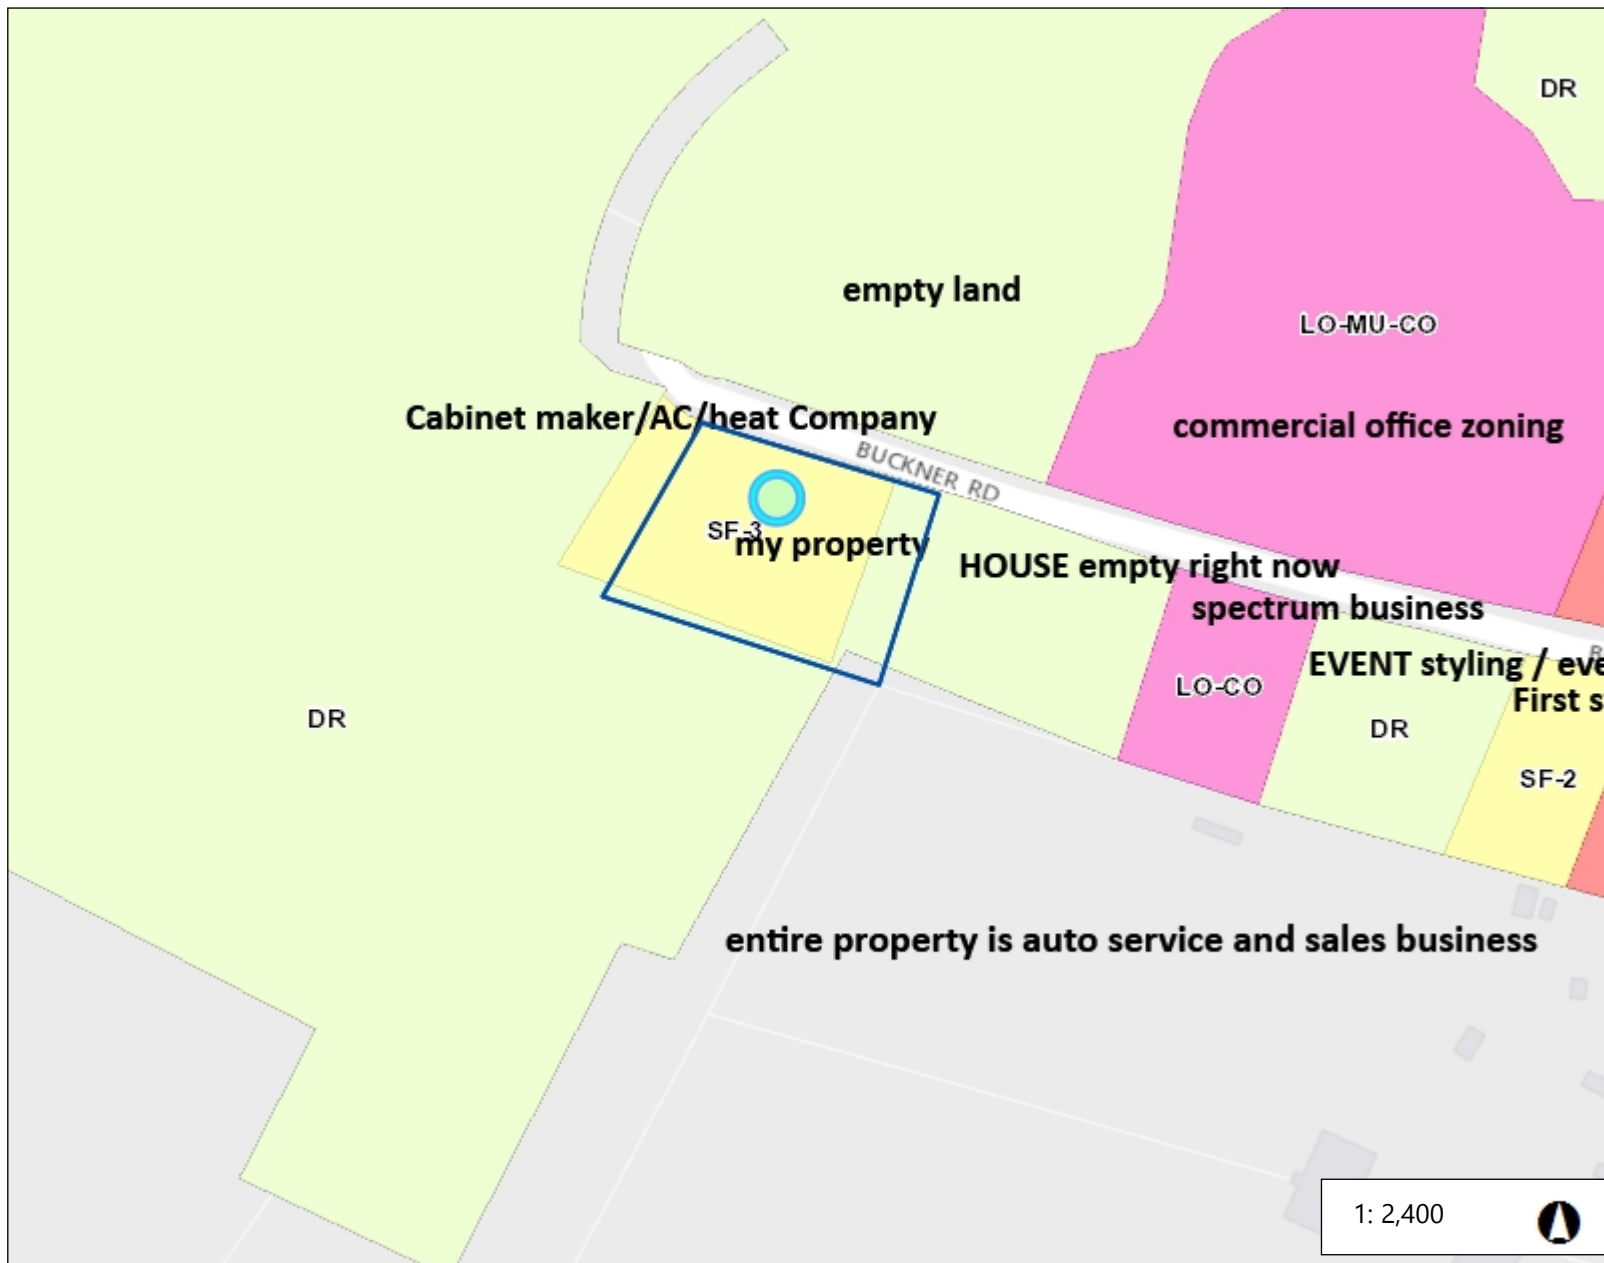 DR
empty land
LO-MU-CO
Cabinet maker/AC/heat Company
commercial office zoning
BUCKNER RD
SF-3
my property
HOUSE empty right now
spectrum business
EVENT styling / eve
LO-CO
First s
DR
DR
SF-2
entire property is auto service and sales business
1: 2,400